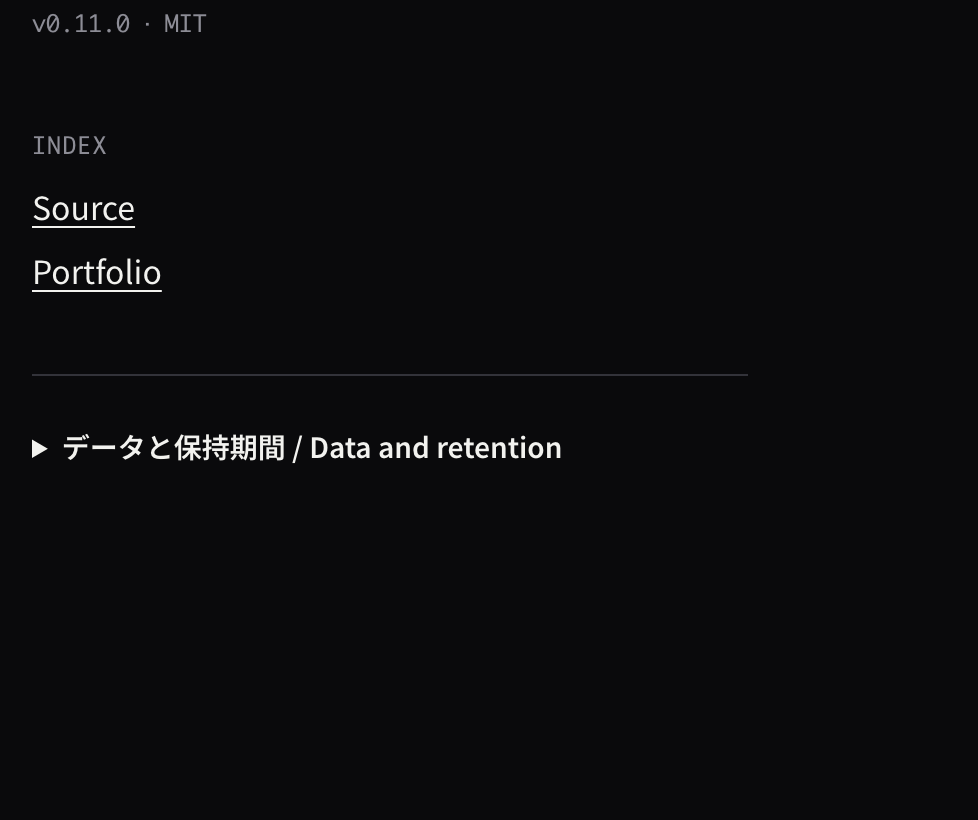 v0.11.0 · MIT
INDEX
Source
Portfolio
データと保持期間 / Data and retention